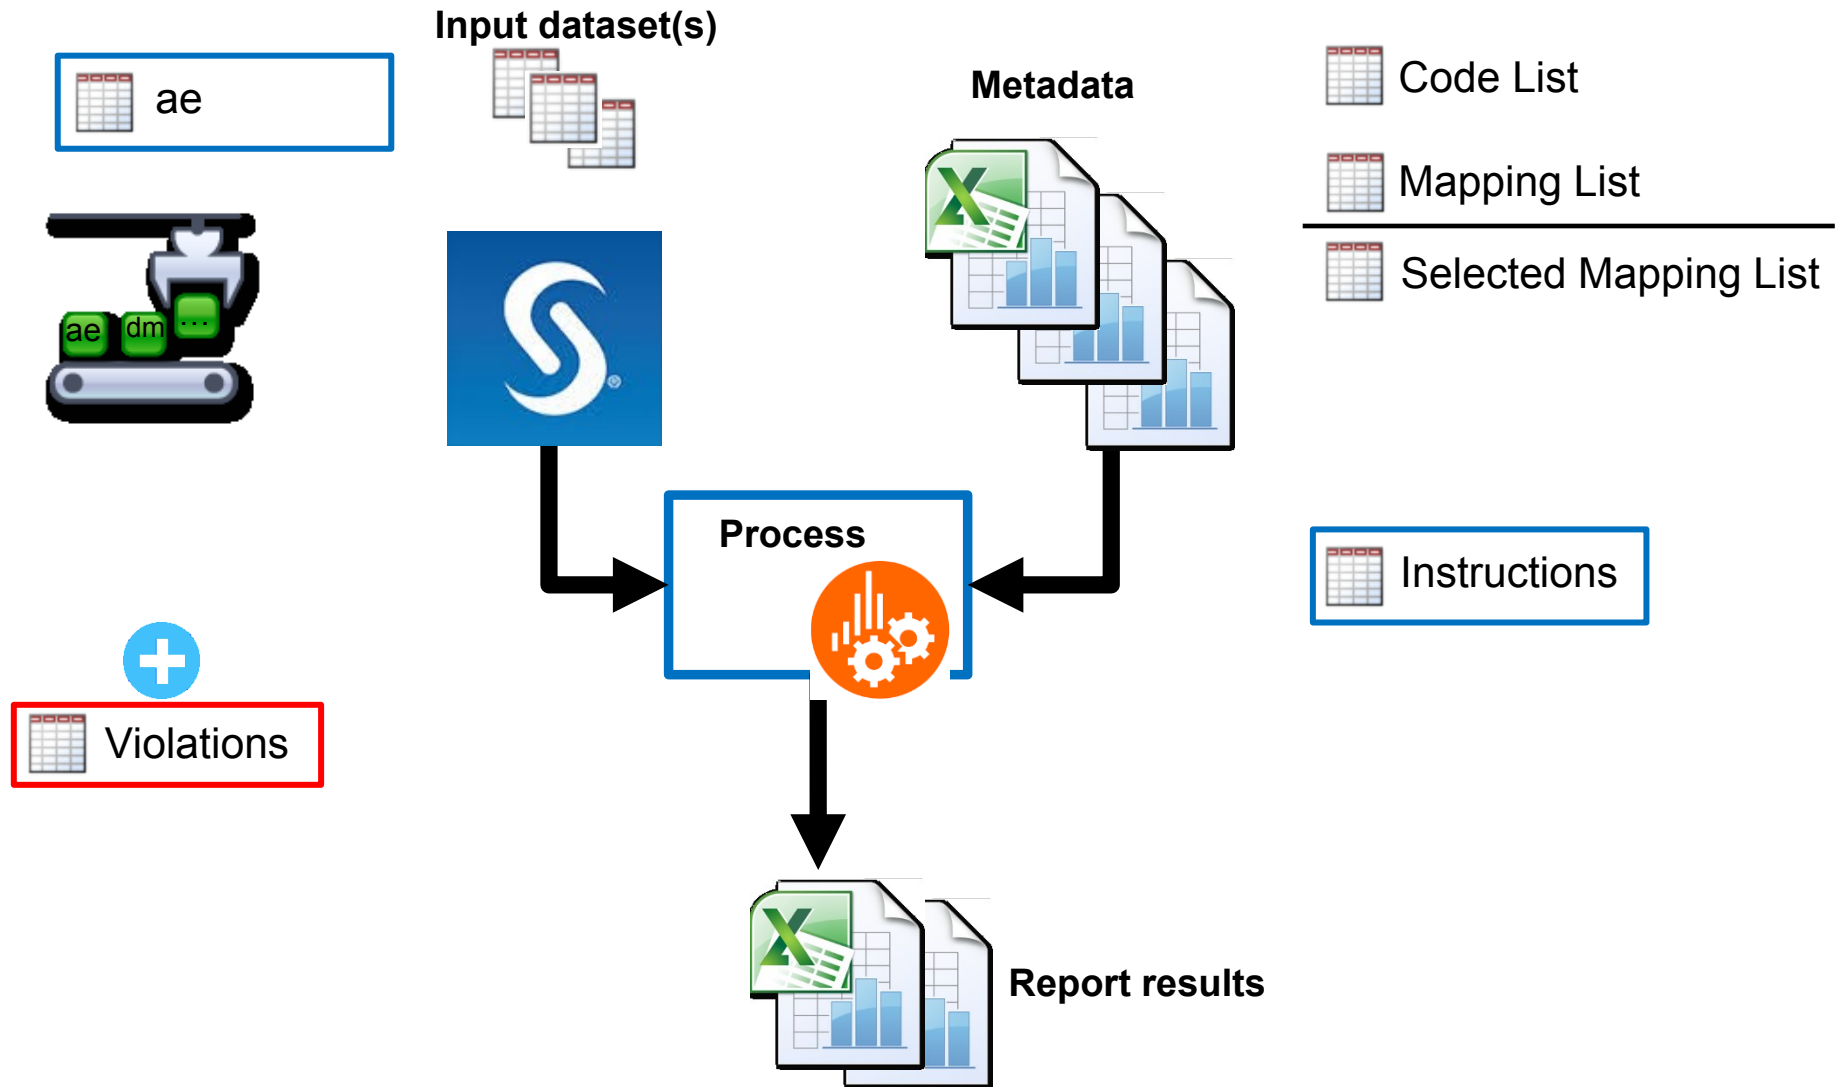 Input dataset(s)
ae
Metadata
Code List
Mapping List
Selected Mapping List
ae
dm
...
®
Process
Instructions
Violations
Report results